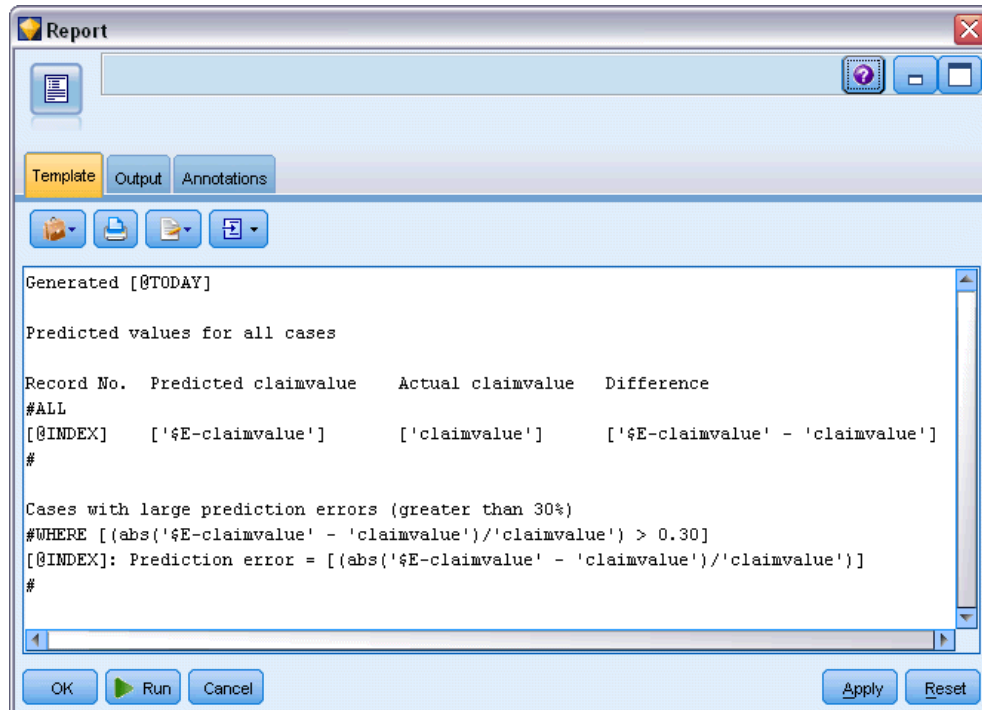 Report
Template Output Annotations
Generated [@TODAY]
Predicted values for all cases
Record No. Predicted claimvalue Actual claimvalue Difference
#ALL
[@INDEX] ['$E-claimvalue'] ['claimvalue'] ['$E-claimvalue' - 'claimvalue']
#
Cases with large prediction errors (greater than 30%)
#WHERE [(abs('$E-claimvalue' - 'claimvalue')/'claimvalue') > 0.30]
[@INDEX]: Prediction error = [(abs('$E-claimvalue' - 'claimvalue')/'claimvalue')]
#
OK Run Cancel Apply Reset